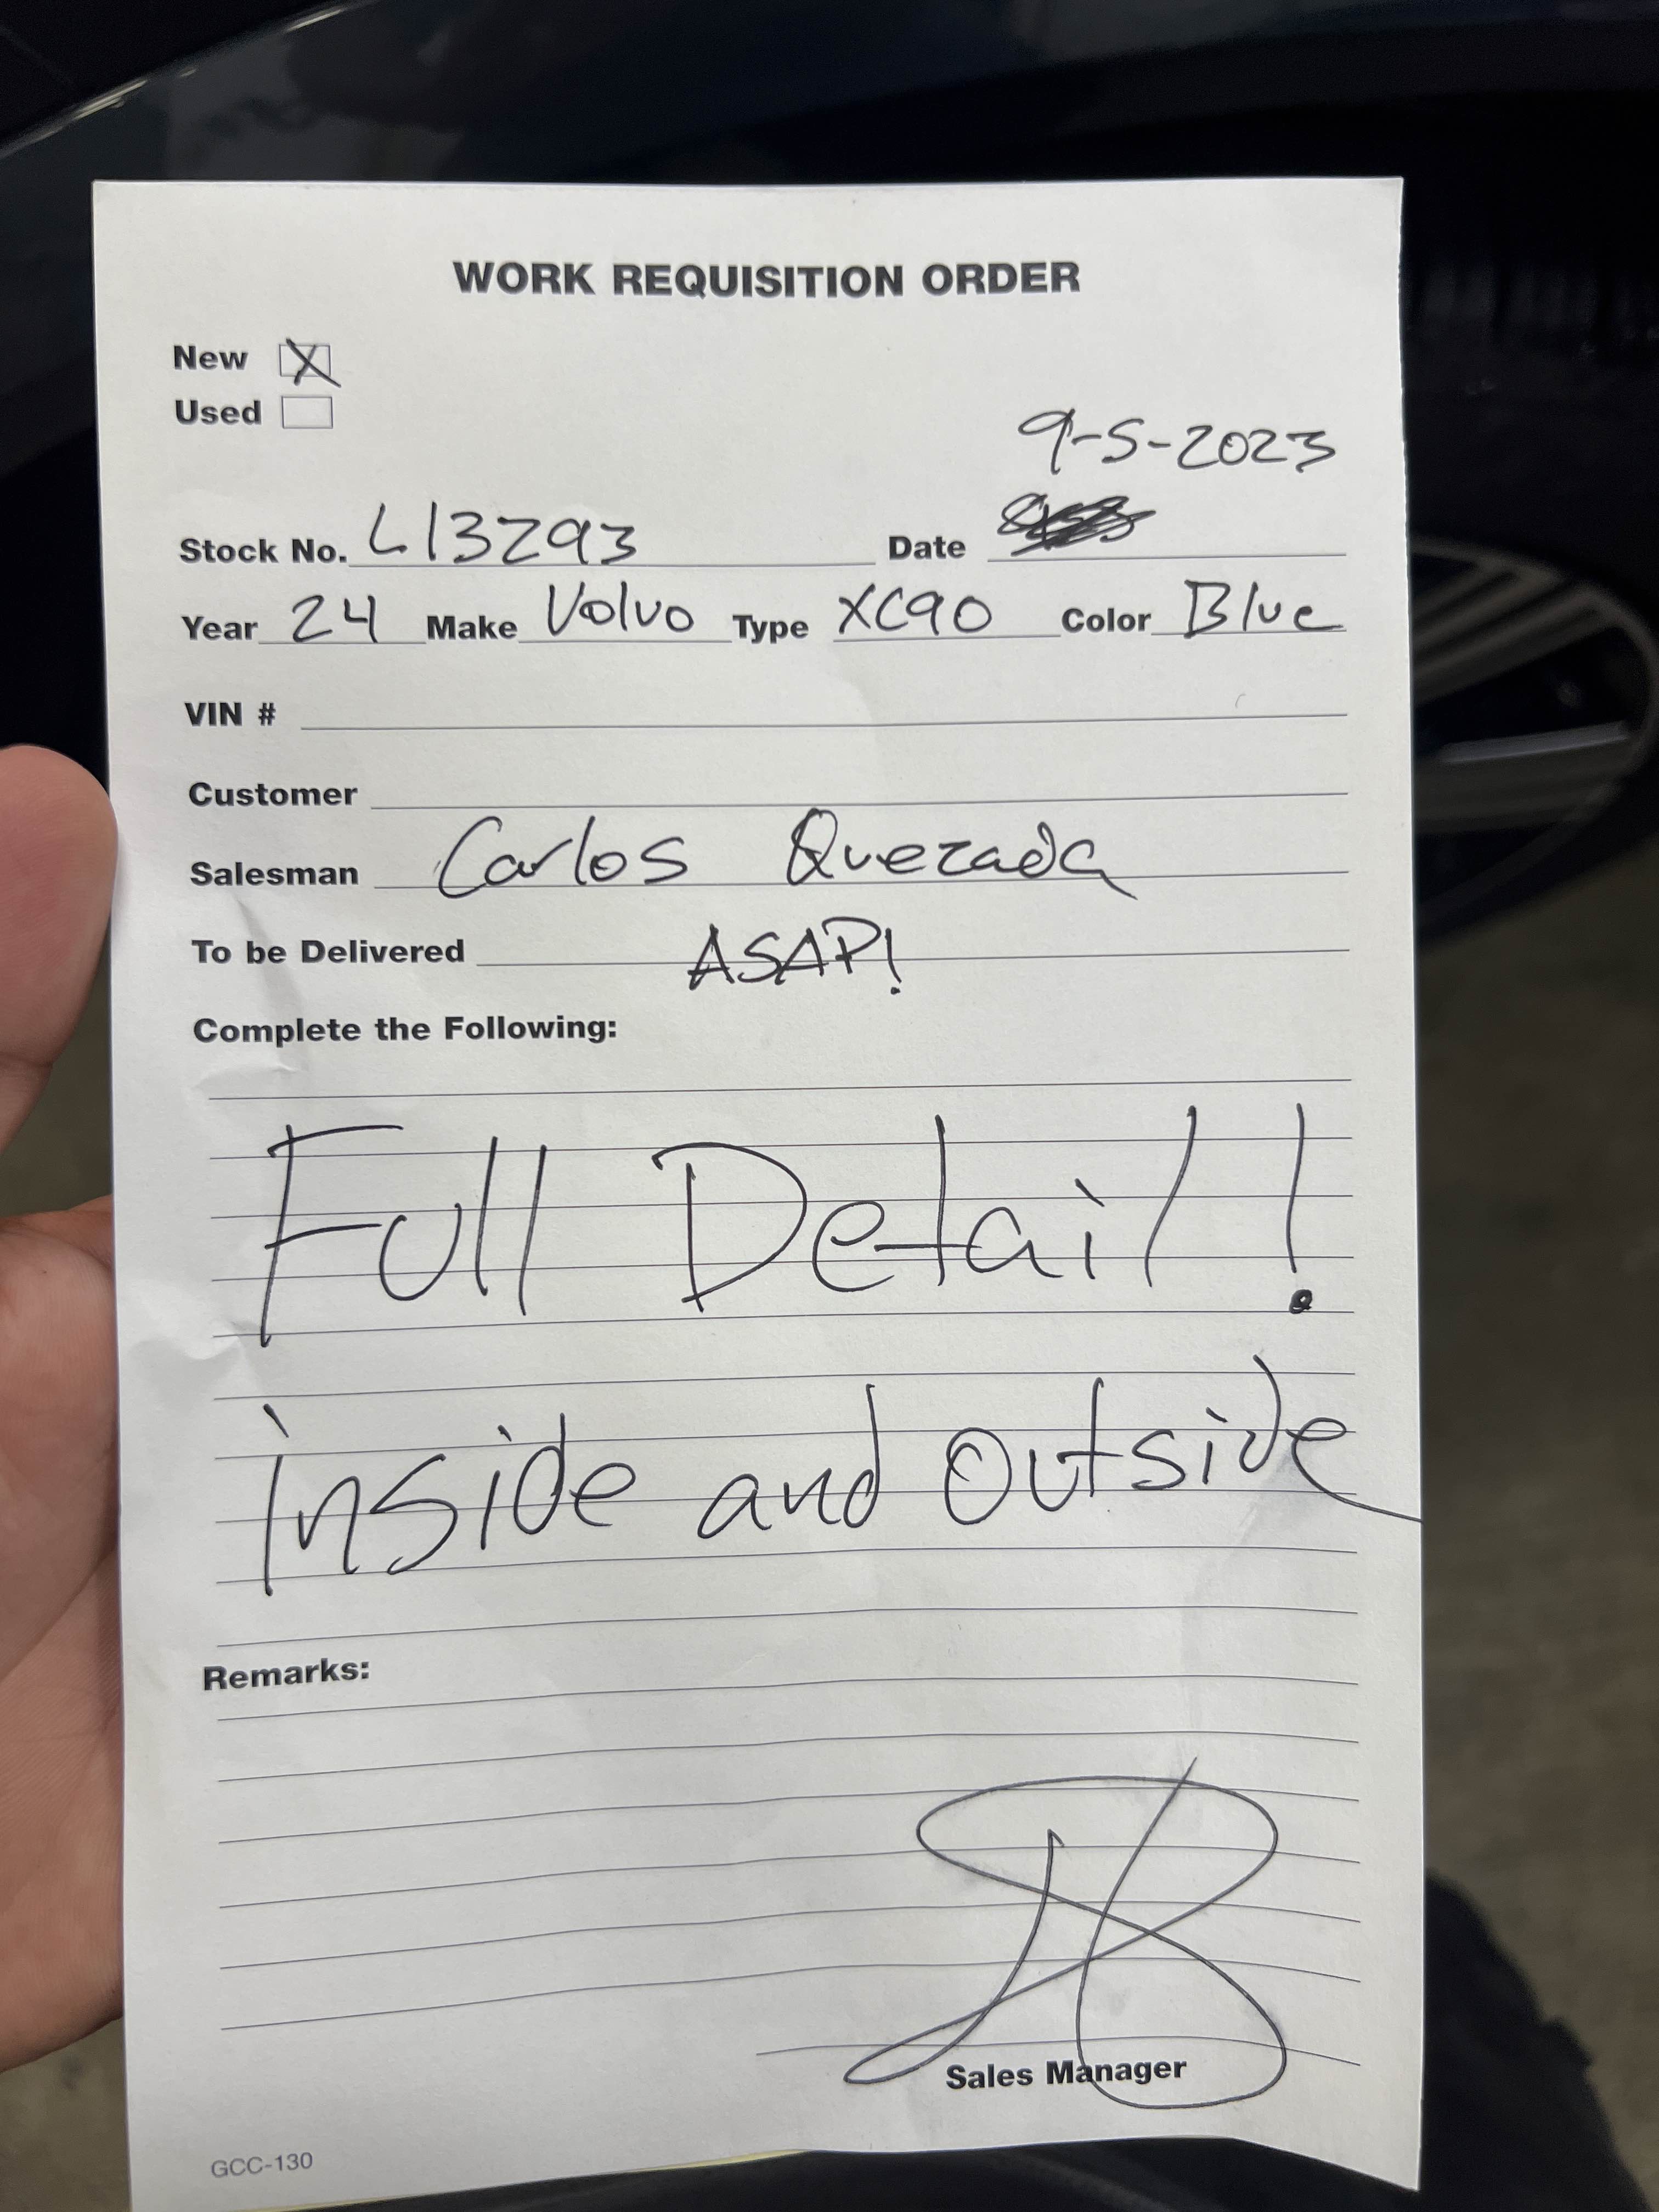 WORK REQUISITION ORDER
New X
Used
9-5-2023
Stock No. L13293 Date
Year 24 Make Volvo Type XC90 Color Blue
VIN #
Customer
Salesman Carlos Quezada
To be Delivered ASAP!
Complete the Following:
Full Detail!
inside and outside
Remarks:
Sales Manager
GCC-130